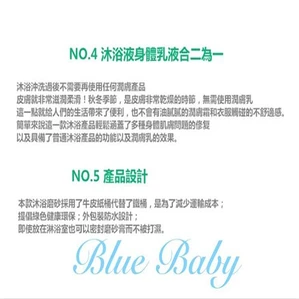 NO.4 沐浴液身體乳液合二為一
沐浴沖洗過後不需要再使用任何潤膚產品
皮膚就非常滋潤柔滑！秋冬季節，是皮膚非常乾燥的時節，無需使用潤膚乳
這一點就給人們的生活帶來了便利，也不會有油膩膩的潤膚霜和衣服觸碰的不舒適感。
簡單來說這一款沐浴產品輕鬆涵蓋了多種身體肌膚問題的修复
以及具備了普通沐浴產品的功能以及潤膚乳的效果。
NO.5 產品設計
本款沐浴磨砂採用了牛皮紙桶代替了鐵桶，是為了減少運輸成本；
提倡綠色健康環保；外包裝防水設計；
即使放在淋浴室也可以密封磨砂膏而不被打濕。
Blue Baby